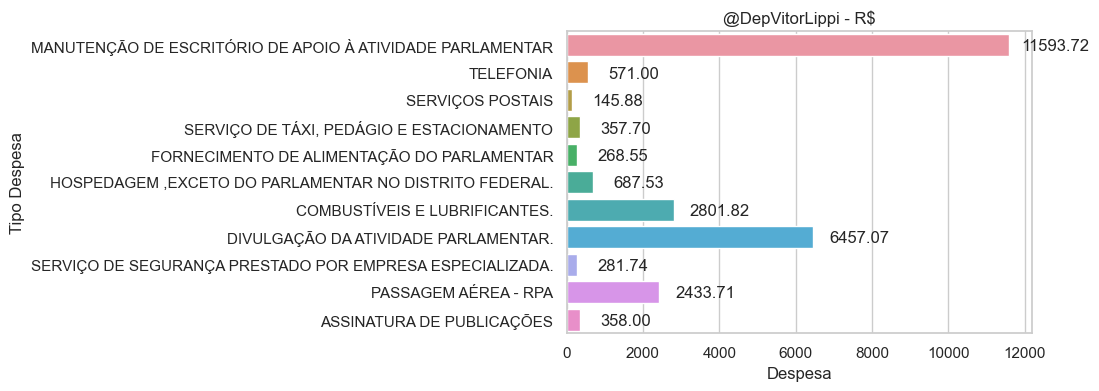 @DepVitorLippi - R$
MANUTENÇÃO DE ESCRITÓRIO DE APOIO À ATIVIDADE PARLAMENTAR 11593.72
TELEFONIA 571.00
SERVIÇOS POSTAIS 145.88
SERVIÇO DE TÁXI, PEDÁGIO E ESTACIONAMENTO 357.70
FORNECIMENTO DE ALIMENTAÇÃO DO PARLAMENTAR 268.55
HOSPEDAGEM ,EXCETO DO PARLAMENTAR NO DISTRITO FEDERAL. 687.53
COMBUSTÍVEIS E LUBRIFICANTES. 2801.82
DIVULGAÇÃO DA ATIVIDADE PARLAMENTAR. 6457.07
SERVIÇO DE SEGURANÇA PRESTADO POR EMPRESA ESPECIALIZADA. 281.74
PASSAGEM AÉREA - RPA 2433.71
ASSINATURA DE PUBLICAÇÕES 358.00
Tipo Despesa
0 2000 4000 6000 8000 10000 12000
Despesa